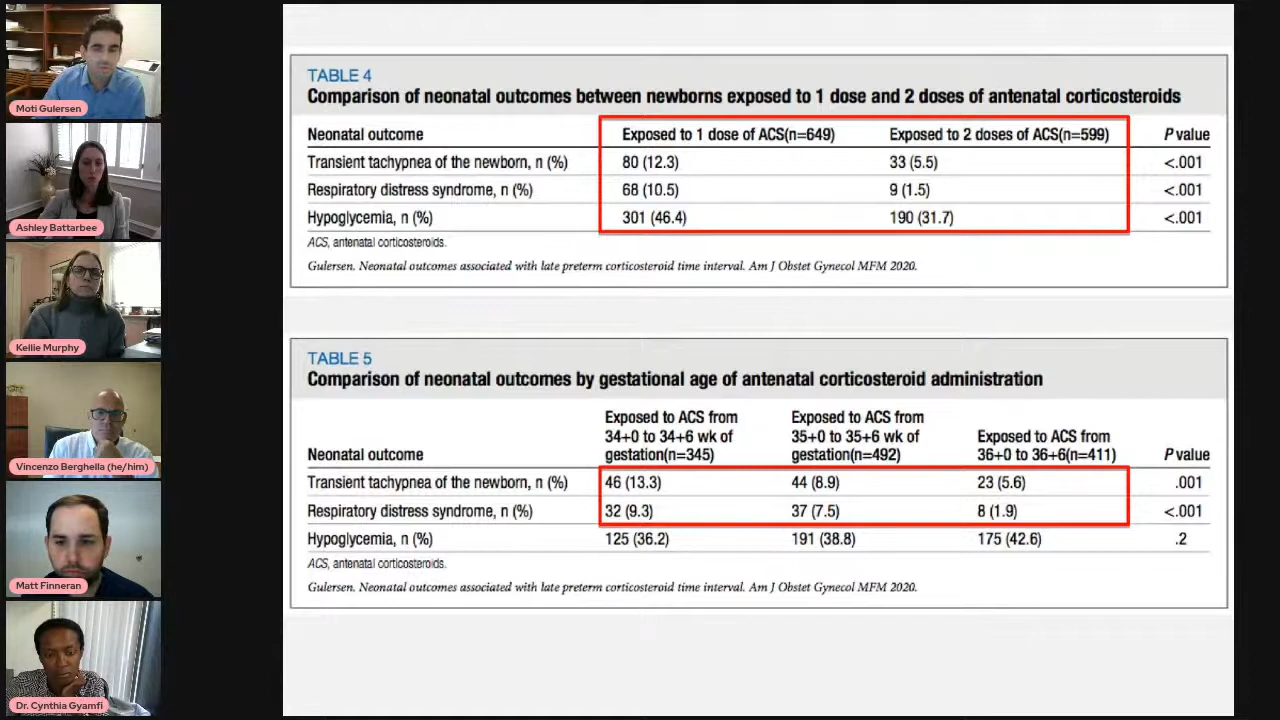 Moti Gulersen
Ashley Battarbee
Kellie Murphy
Vincenzo Berghella (he/him)
Matt Finneran
Dr. Cynthia Gyamfi
TABLE 4
Comparison of neonatal outcomes between newborns exposed to 1 dose and 2 doses of antenatal corticosteroids
Neonatal outcome Exposed to 1 dose of ACS(n=649) Exposed to 2 doses of ACS(n=599) P value
Transient tachypnea of the newborn, n (%) 80 (12.3) 33 (5.5) <.001
Respiratory distress syndrome, n (%) 68 (10.5) 9 (1.5) <.001
Hypoglycemia, n (%) 301 (46.4) 190 (31.7) <.001
ACS, antenatal corticosteroids.
Gulersen. Neonatal outcomes associated with late preterm corticosteroid time interval. Am J Obstet Gynecol MFM 2020.
TABLE 5
Comparison of neonatal outcomes by gestational age of antenatal corticosteroid administration
Exposed to ACS from Exposed to ACS from
34+0 to 34+6 wk of 35+0 to 35+6 wk of Exposed to ACS from
Neonatal outcome gestation(n=345) gestation(n=492) 36+0 to 36+6(n=411) P value
Transient tachypnea of the newborn, n (%) 46 (13.3) 44 (8.9) 23 (5.6) .001
Respiratory distress syndrome, n (%) 32 (9.3) 37 (7.5) 8 (1.9) <.001
Hypoglycemia, n (%) 125 (36.2) 191 (38.8) 175 (42.6) .2
ACS, antenatal corticosteroids.
Gulersen. Neonatal outcomes associated with late preterm corticosteroid time interval. Am J Obstet Gynecol MFM 2020.